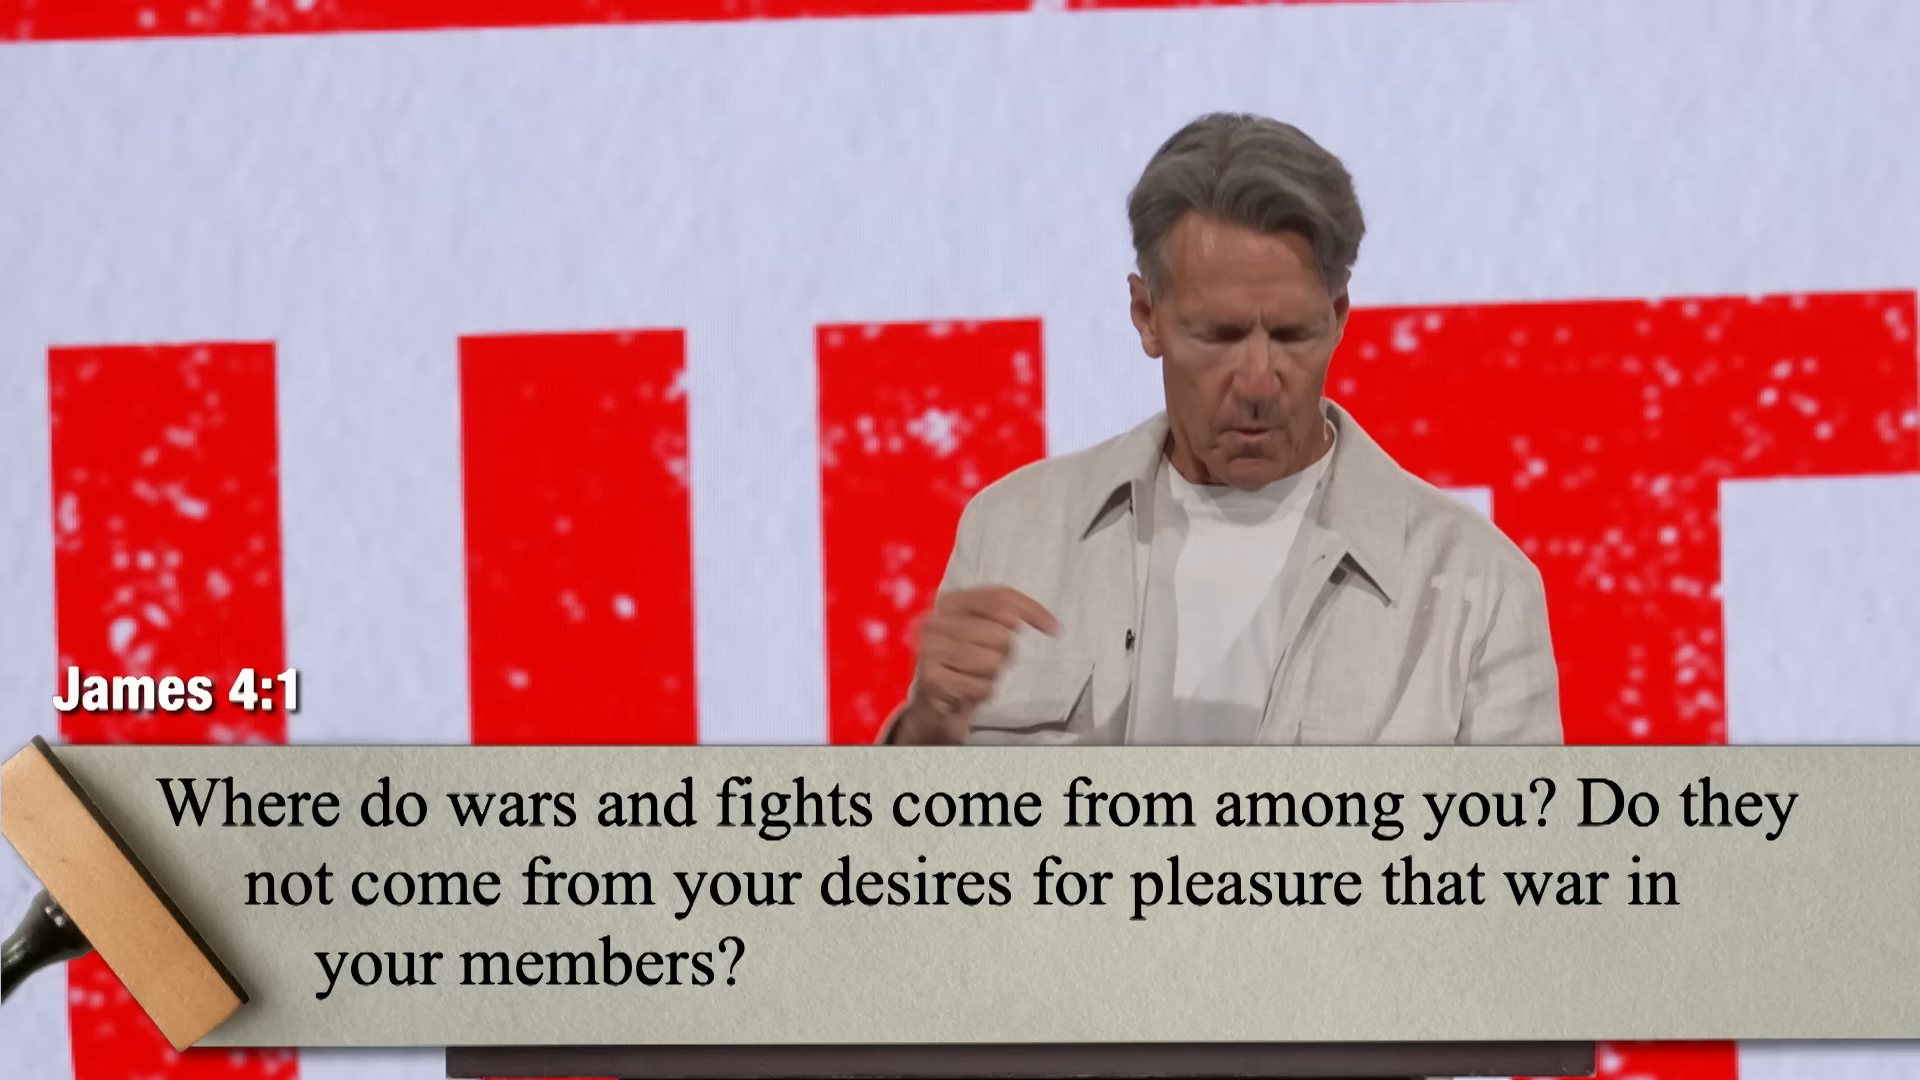 James 4:1
Where do wars and fights come from among you? Do they
not come from your desires for pleasure that war in
your members?